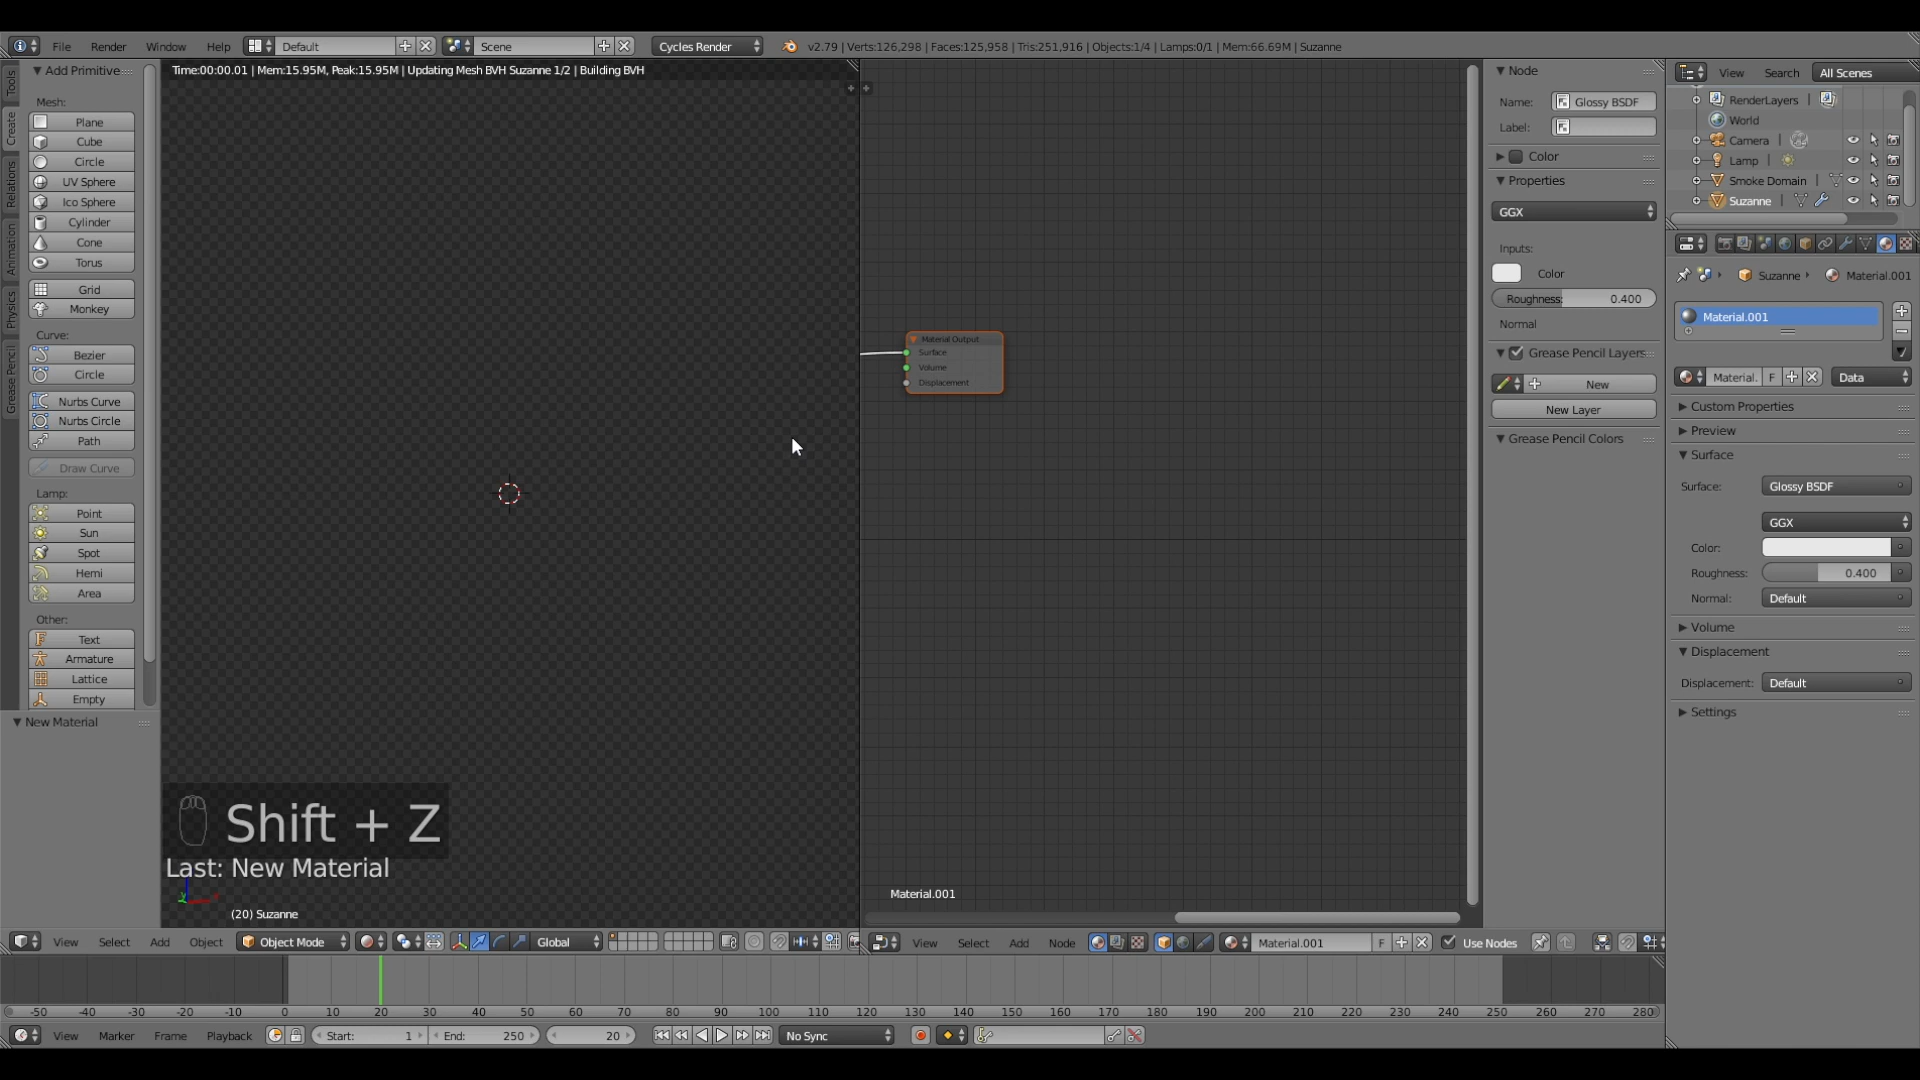 File Render Window Help Default Scene Cycles Render v2.79 | Verts:126,298 | Faces:125,958 | Tris:251,916 | Objects:1/4 | Lamps:0/1 | Mem:66.69M | Suzanne
Tools
Create
Relations
Animation
Physics
Grease Pencil
Add Primitive
Mesh:
Plane
Cube
Circle
UV Sphere
Ico Sphere
Cylinder
Cone
Torus
Grid
Monkey
Curve:
Bezier
Circle
Nurbs Curve
Nurbs Circle
Path
Draw Curve
Lamp:
Point
Sun
Spot
Hemi
Area
Other:
Text
Armature
Lattice
Empty
New Material
Time:00:00.01 | Mem:15.95M, Peak:15.95M | Updating Mesh BVH Suzanne 1/2 | Building BVH
Shift + Z
Last: New Material
(20) Suzanne
View Select Add Object Object Mode Global
Material Output
Surface
Volume
Displacement
Material.001
View Select Add Node Material.001 F Use Nodes
Node
Name: Glossy BSDF
Label:
Color
Properties
GGX
Inputs:
Color
Roughness: 0.400
Normal
Grease Pencil Layers
New
New Layer
Grease Pencil Colors
View Search All Scenes
RenderLayers
World
Camera
Lamp
Smoke Domain
Suzanne
Suzanne Material.001
Material.001
Material. F Data
Custom Properties
Preview
Surface
Surface: Glossy BSDF
GGX
Color:
Roughness: 0.400
Normal: Default
Volume
Displacement
Displacement: Default
Settings
-50 -40 -30 -20 -10 0 10 20 30 40 50 60 70 80 90 100 110 120 130 140 150 160 170 180 190 200 210 220 230 240 250 260 270 280
View Marker Frame Playback Start: 1 End: 250 20 No Sync